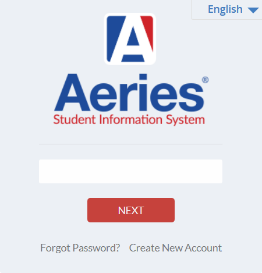 English
A
Aeries®
Student Information System
NEXT
Forgot Password? Create New Account